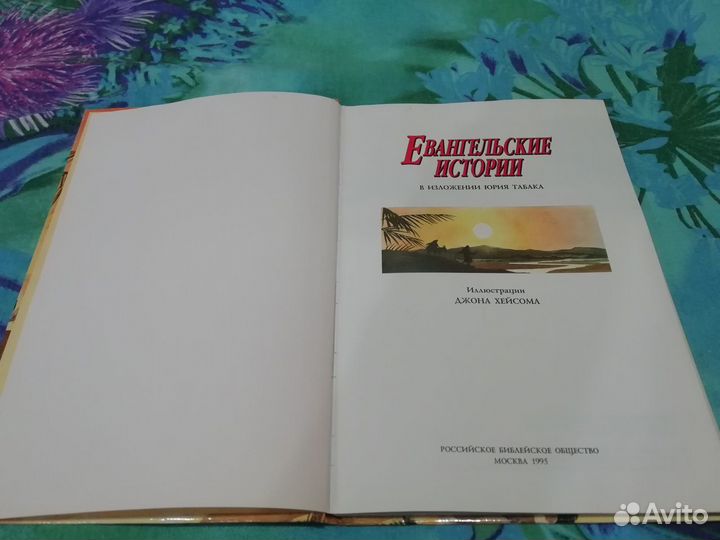 ЕВАНГЕЛЬСКИЕ
ИСТОРИИ
В ИЗЛОЖЕНИИ ЮРИЯ ТАБАКА
Иллюстрации
ДЖОНА ХЕЙСОМА
РОССИЙСКОЕ БИБЛЕЙСКОЕ ОБЩЕСТВО
МОСКВА 1995
Avito